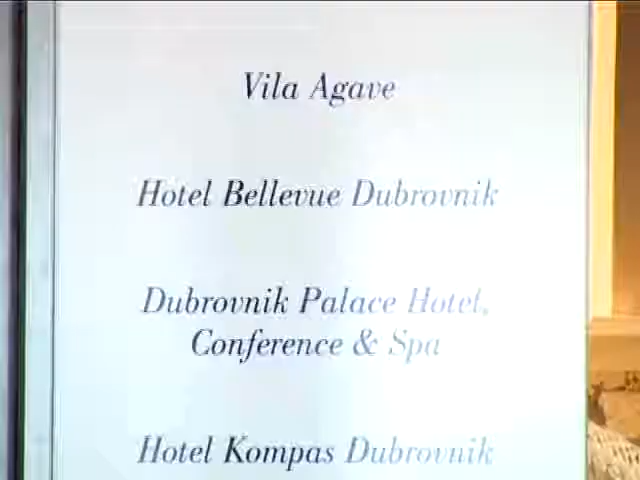 Vila Agave
Hotel Bellevue Dubrovnik
Dubrovnik Palace Hotel,
Conference & Spa
Hotel Kompas Dubrovnik